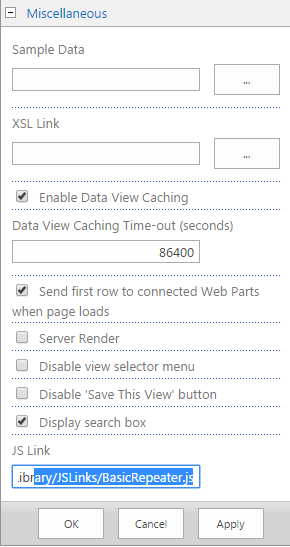 Miscellaneous
Sample Data
...
XSL Link
...
Enable Data View Caching
Data View Caching Time-out (seconds)
86400
Send first row to connected Web Parts
when page loads
Server Render
Disable view selector menu
Disable 'Save This View' button
Display search box
JS Link
.ibrary/JSLinks/BasicRepeater.js
OK Cancel Apply